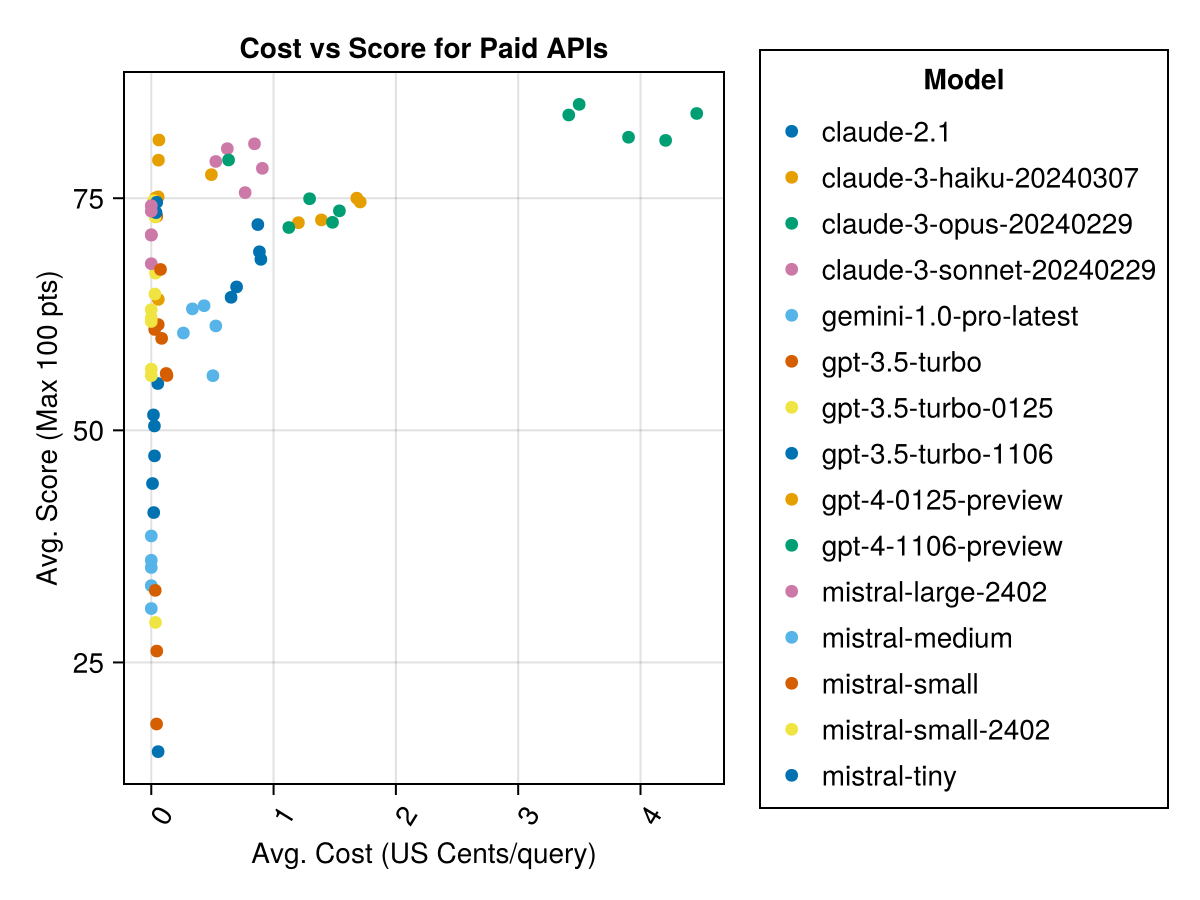 Cost vs Score for Paid APIs
Avg. Score (Max 100 pts)
75
50
25
0
1
2
3
4
Avg. Cost (US Cents/query)
Model
claude-2.1
claude-3-haiku-20240307
claude-3-opus-20240229
claude-3-sonnet-20240229
gemini-1.0-pro-latest
gpt-3.5-turbo
gpt-3.5-turbo-0125
gpt-3.5-turbo-1106
gpt-4-0125-preview
gpt-4-1106-preview
mistral-large-2402
mistral-medium
mistral-small
mistral-small-2402
mistral-tiny